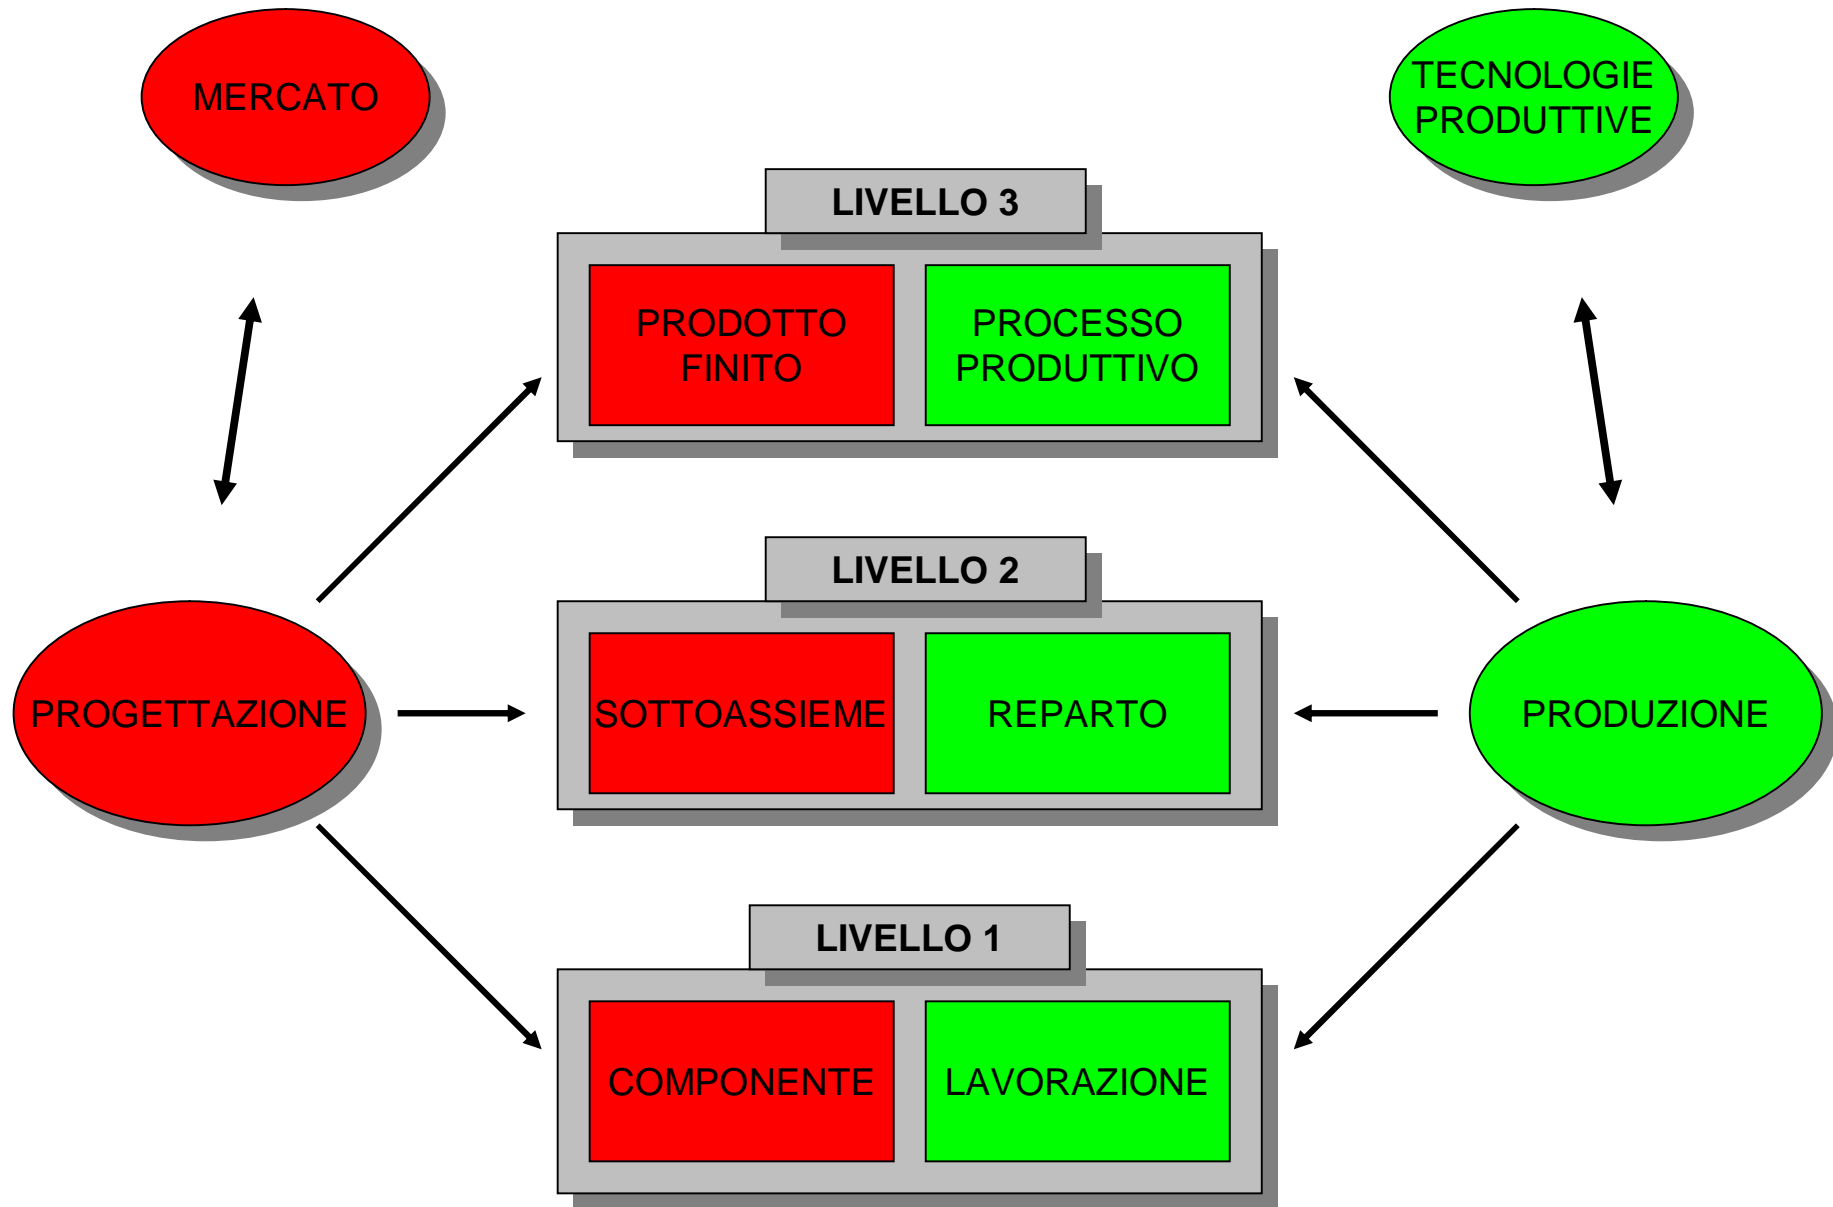 MERCATO
TECNOLOGIE
PRODUTTIVE
LIVELLO 3
PRODOTTO
FINITO
PROCESSO
PRODUTTIVO
LIVELLO 2
PROGETTAZIONE
SOTTOASSIEME
REPARTO
PRODUZIONE
LIVELLO 1
COMPONENTE
LAVORAZIONE